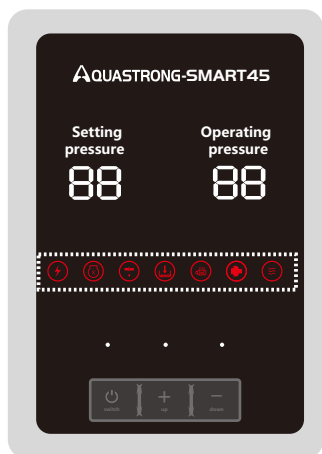 AQUASTRONG-SMART45
Setting
pressure
Operating
pressure
88
88
switch
up
down